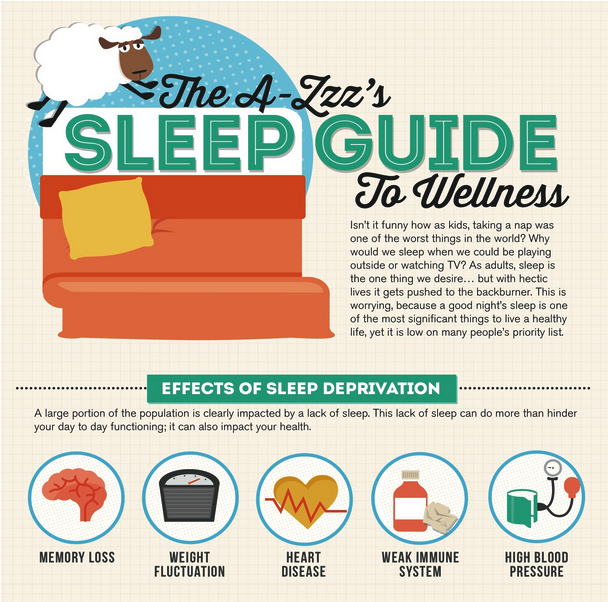 The A-Zzz's
SLEEP GUIDE
To Wellness
Isn't it funny how as kids, taking a nap was
one of the worst things in the world? Why
would we sleep when we could be playing
outside or watching TV? As adults, sleep is
the one thing we desire... but with hectic
lives it gets pushed to the backburner. This is
worrying, because a good night's sleep is one
of the most significant things to live a healthy
life, yet it is low on many people's priority list.
EFFECTS OF SLEEP DEPRIVATION
A large portion of the population is clearly impacted by a lack of sleep. This lack of sleep can do more than hinder
your day to day functioning; it can also impact your health.
MEMORY LOSS
WEIGHT
FLUCTUATION
HEART
DISEASE
WEAK IMMUNE
SYSTEM
HIGH BLOOD
PRESSURE